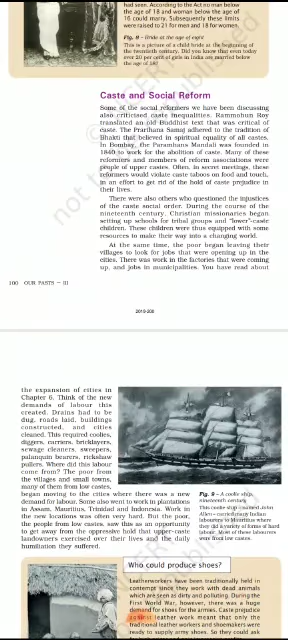 had seen. According to the Act no man below
the age of 18 and woman below the age of
16 could marry. Subsequently these limits
were raised to 21 for men and 18 for women.
Fig. 8 – Bride at the age of eight
This is a picture of a child bride at the beginning of
the twentieth century. Did you know that even today
over 20 per cent of girls in India are married below
the age of 18?
Caste and Social Reform
Some of the social reformers we have been discussing
also criticised caste inequalities. Rammohun Roy
translated an old Buddhist text that was critical of
caste. The Prarthana Samaj adhered to the tradition of
Bhakti that believed in spiritual equality of all castes.
In Bombay, the Paramhans Mandali was founded in
1840 to work for the abolition of caste. Many of these
reformers and members of reform associations were
people of upper castes. Often, in secret meetings, these
reformers would violate caste taboos on food and touch,
in an effort to get rid of the hold of caste prejudice in
their lives.
There were also others who questioned the injustices
of the caste social order. During the course of the
nineteenth century, Christian missionaries began
setting up schools for tribal groups and "lower"-caste
children. These children were thus equipped with some
resources to make their way into a changing world.
At the same time, the poor began leaving their
villages to look for jobs that were opening up in the
cities. There was work in the factories that were coming
up, and jobs in municipalities. You have read about
100 OUR PASTS – III
2019-200
the expansion of cities in
Chapter 6. Think of the new
demands of labour this
created. Drains had to be
dug, roads laid, buildings
constructed, and cities
cleaned. This required coolies,
diggers, carriers, bricklayers,
sewage cleaners, sweepers,
palanquin bearers, rickshaw
pullers. Where did this labour
come from? The poor from
the villages and small towns,
many of them from low castes,
began moving to the cities where there was a new
demand for labour. Some also went to work in plantations
in Assam, Mauritius, Trinidad and Indonesia. Work in
the new locations was often very hard. But the poor,
the people from low castes, saw this as an opportunity
to get away from the oppressive hold that upper-caste
landowners exercised over their lives and the daily
humiliation they suffered.
Fig. 9 – A coolie ship,
nineteenth century
This coolie ship – named John
Allen – carried many Indian
labourers to Mauritius where
they did a variety of forms of hard
labour. Most of these labourers
were from low castes.
Who could produce shoes?
Leatherworkers have been traditionally held in
contempt since they work with dead animals
which are seen as dirty and polluting. During the
First World War, however, there was a huge
demand for shoes for the armies. Caste prejudice
against leather work meant that only the
traditional leather workers and shoemakers were
ready to supply army shoes. So they could ask